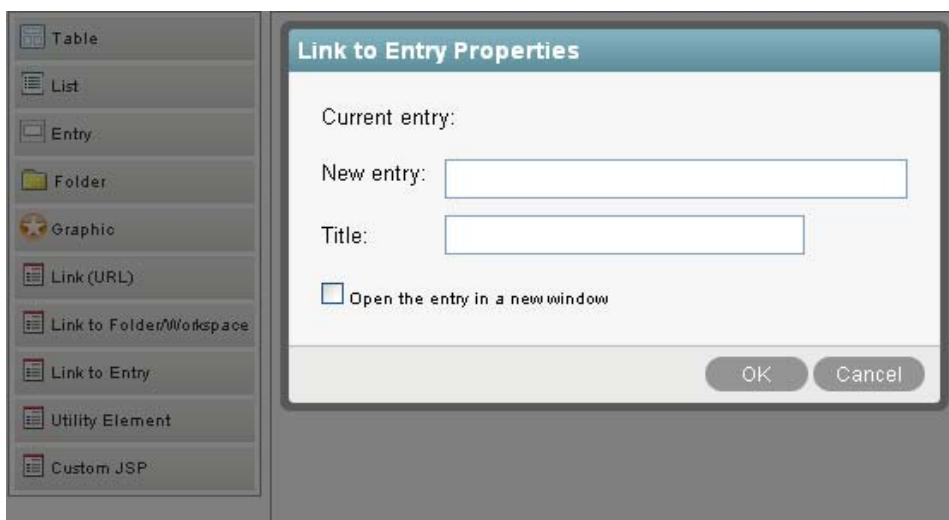 Table
List
Entry
Folder
Graphic
Link (URL)
Link to Folder/Workspace
Link to Entry
Utility Element
Custom JSP
Link to Entry Properties
Current entry:
New entry:
Title:
Open the entry in a new window
OK
Cancel